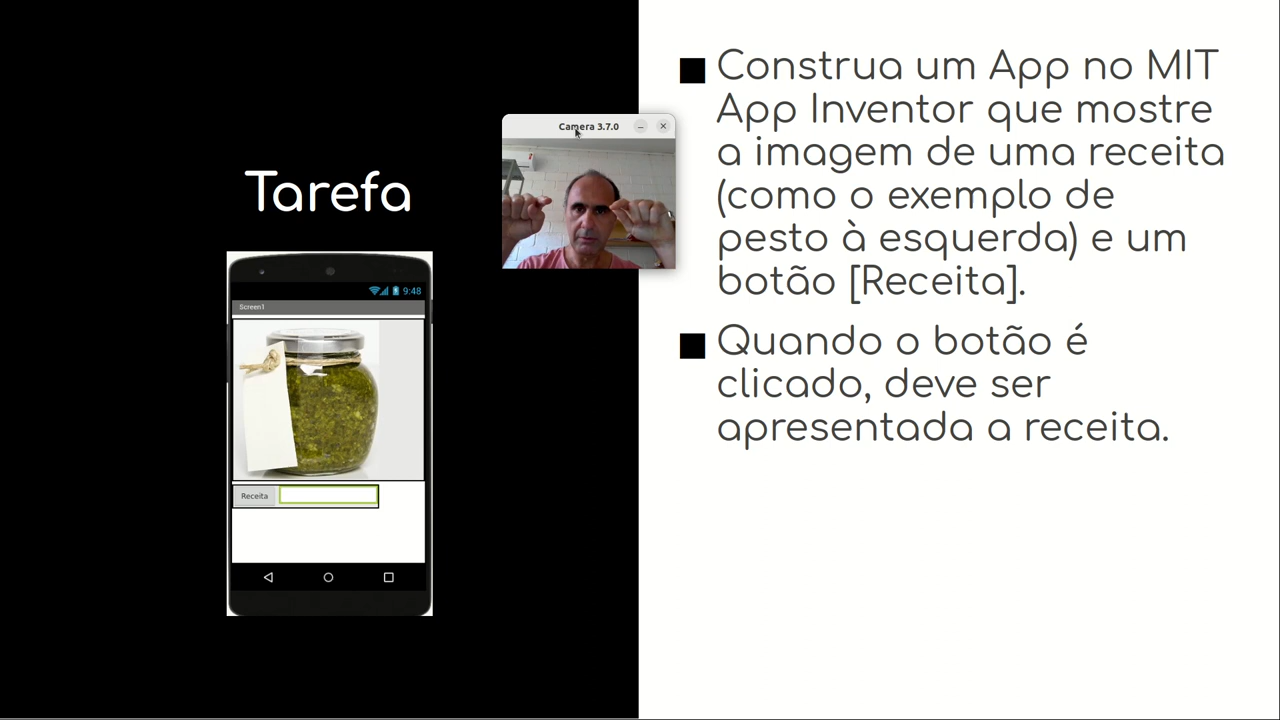 Tarefa
Camera 3.7.0
9:48
Screen1
Receita
Construa um App no MIT
App Inventor que mostre
a imagem de uma receita
(como o exemplo de
pesto à esquerda) e um
botão [Receita].
Quando o botão é
clicado, deve ser
apresentada a receita.